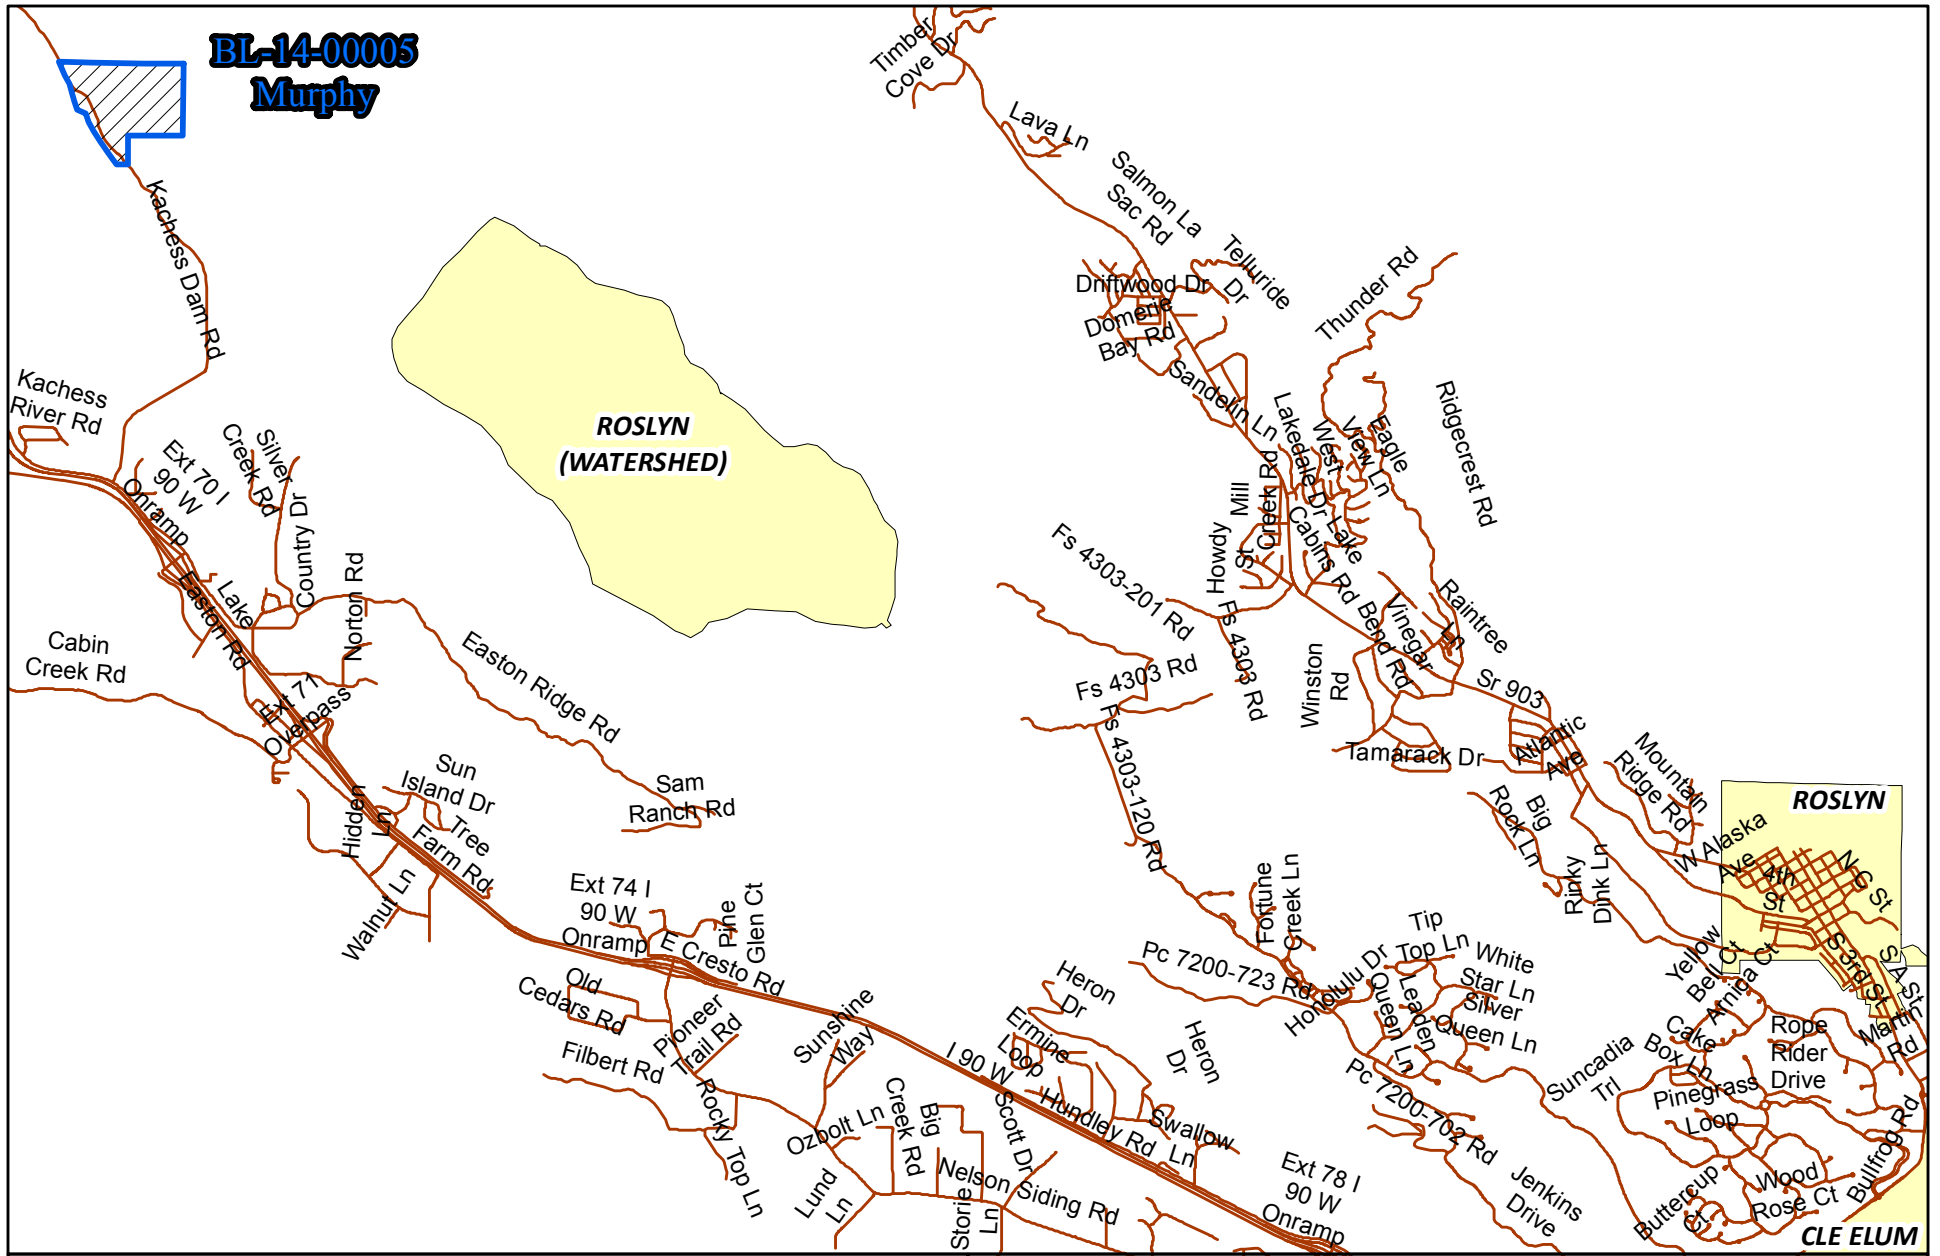 BL-14-00005
Murphy
Timber
Cove Dr
Lava Ln
Salmon La
Sac Rd
Telluride
Dr
Driftwood Dr
Domerie
Bay Rd
Thunder Rd
Kachess Dam Rd
Kachess
River Rd
Sandelin Ln
Ridgecrest Rd
ROSLYN
(WATERSHED)
Lakedale Dr
West
View Ln
Eagle
Silver
Creek Rd
Ext 70 I
90 W
Onramp
Country Dr
Mill
Creek Rd
Howdy
St
Cabins Rd
Lake
Fs 4303-201 Rd
Fs 4303 Rd
Norton Rd
Lake
Easton Rd
Cabin
Creek Rd
Easton Ridge Rd
Raintree
Ln
Vinegar
Bend Rd
Winston
Rd
Fs 4303 Rd
Sr 903
Ext 71
Overpass
Fs 4303-120 Rd
Tamarack Dr
Atlantic
Ave
Mountain
Ridge Rd
Sun
Island Dr
Sam
Ranch Rd
Hidden
Ln
Tree
Farm Rd
Big
Rock Ln
Rinky
Dink Ln
ROSLYN
W Alaska
Ave
4th
St
N C St
Walnut Ln
Ext 74 I
90 W
Onramp
Pine
Glen Ct
E Cresto Rd
Fortune
Creek Ln
Tip
Top Ln
White
Star Ln
Silver
Queen Ln
Leaden
Queen Ln
Honolulu Dr
Pc 7200-723 Rd
Yellow
Bell Ct
Arnica Ct
S 3rd St
S A St
Old
Cedars Rd
Pioneer
Trail Rd
Sunshine
Way
Heron
Dr
Ermine
Loop
Heron
Dr
I 90 W
Filbert Rd
Rocky Top Ln
Martin
Rd
Rope
Rider
Drive
Cake
Box Ln
Suncadia
Trl
Pinegrass
Loop
Pc 7200-702 Rd
Hundley Rd
Swallow
Ln
Scott Dr
Big
Creek Rd
Ozbolt Ln
Lund
Ln
Nelson Siding Rd
Storie
Ln
Ext 78 I
90 W
Onramp
Jenkins
Drive
Buttercup
Ct
Wood
Rose Ct
Bullfrog Rd
CLE ELUM